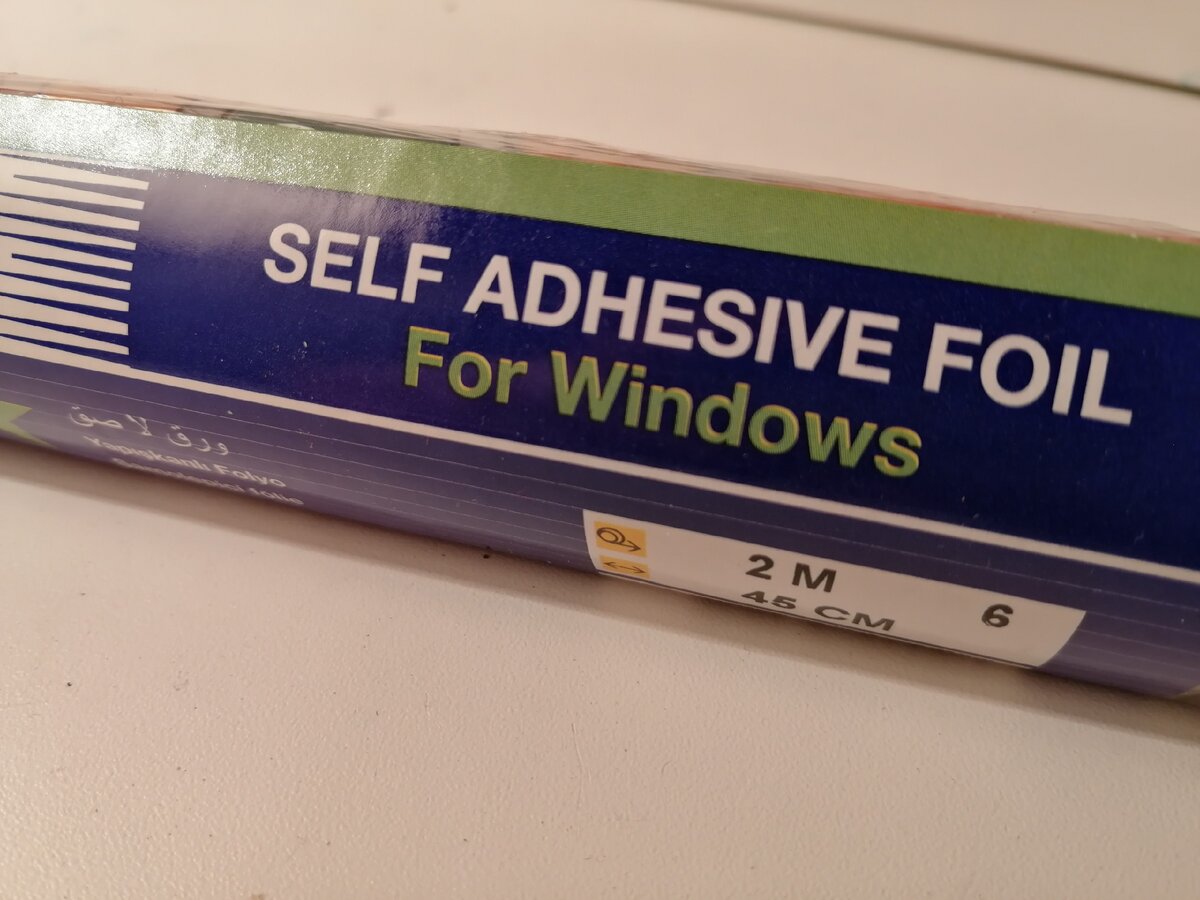 SELF ADHESIVE FOIL
For Windows
ورق لاصق
Yapışkanlı Folyo
2 M
45 CM
6